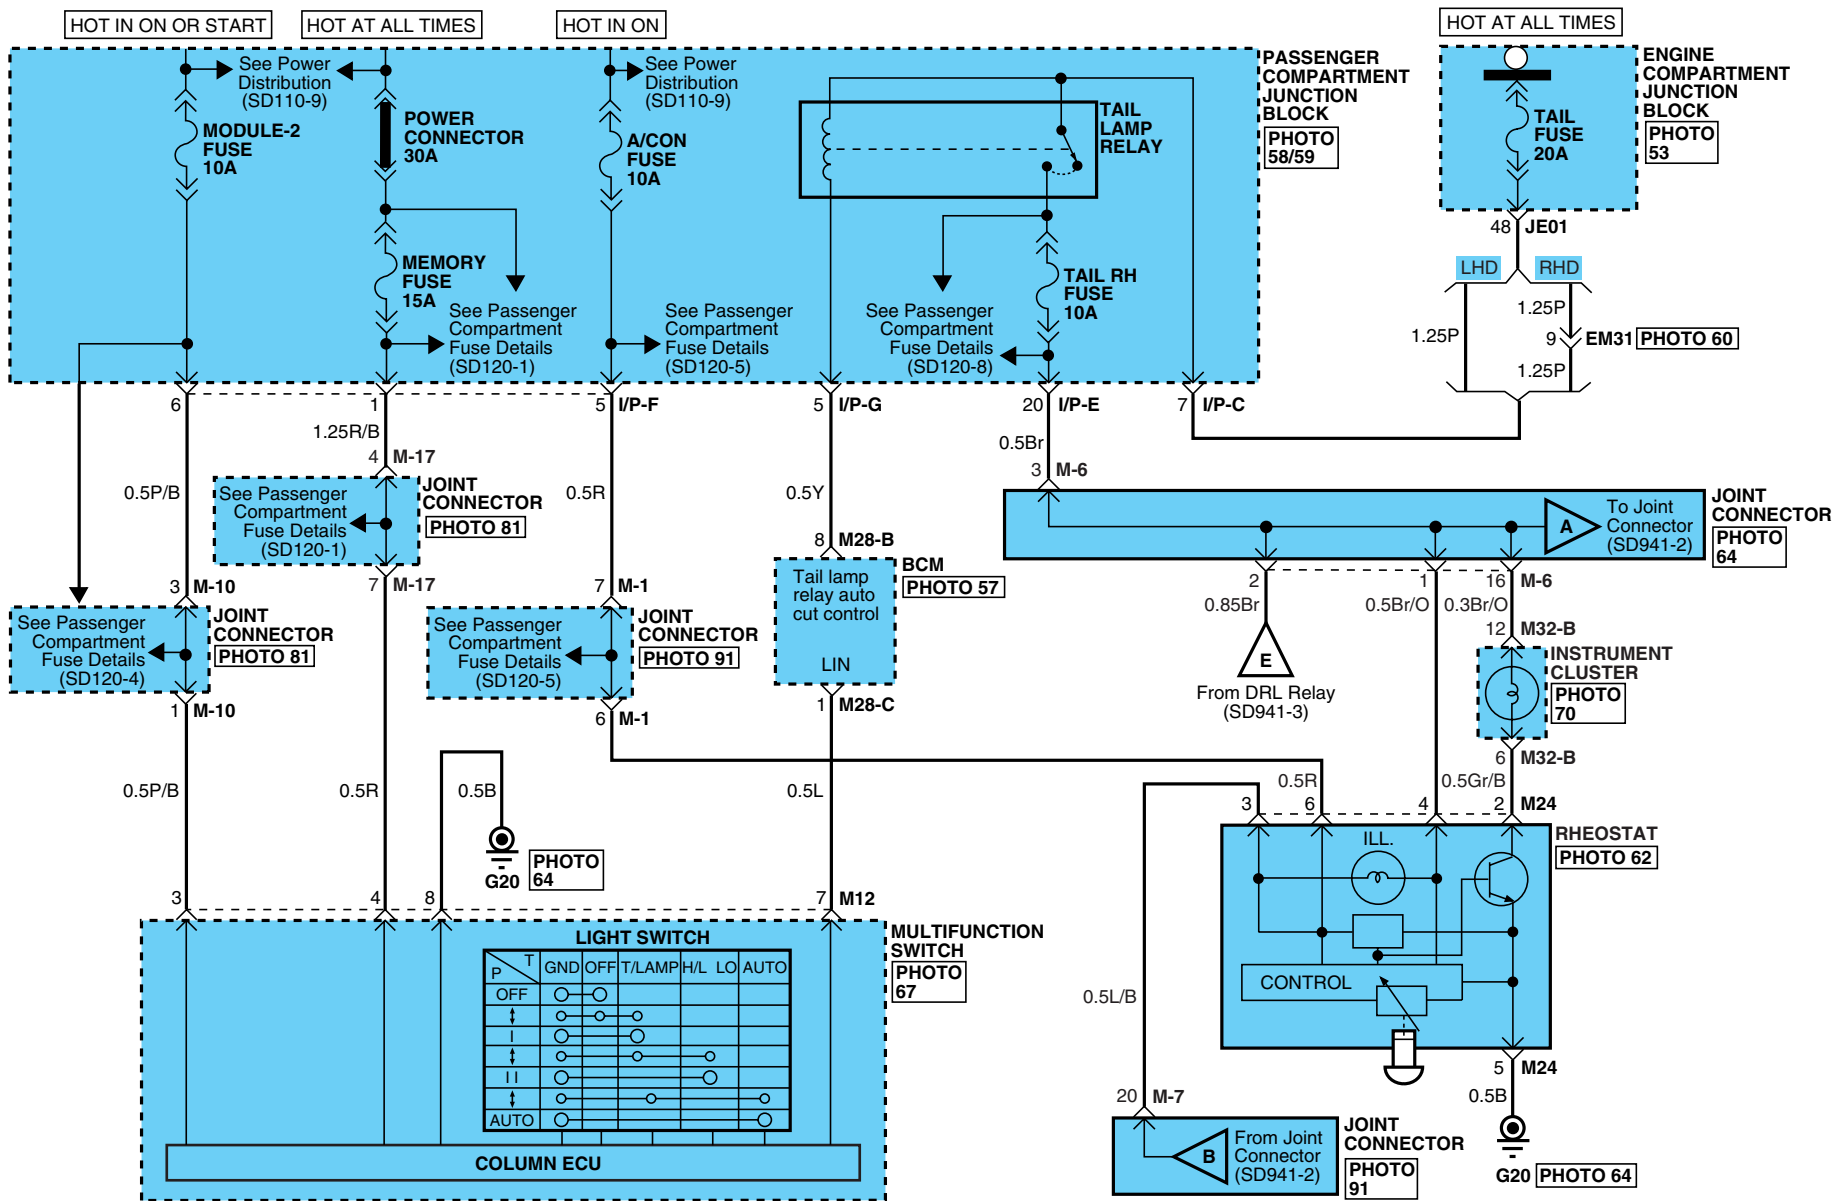 HOT IN ON OR START
HOT AT ALL TIMES
HOT IN ON
HOT AT ALL TIMES
See Power
Distribution
(SD110-9)
See Power
Distribution
(SD110-9)
MODULE-2
FUSE
10A
POWER
CONNECTOR
30A
A/CON
FUSE
10A
TAIL
LAMP
RELAY
PASSENGER
COMPARTMENT
JUNCTION
BLOCK
PHOTO
58/59
TAIL
FUSE
20A
ENGINE
COMPARTMENT
JUNCTION
BLOCK
PHOTO
53
48 JE01
LHD
RHD
1.25P
1.25P
9 EM31 PHOTO 60
1.25P
MEMORY
FUSE
15A
See Passenger
Compartment
Fuse Details
(SD120-1)
See Passenger
Compartment
Fuse Details
(SD120-5)
See Passenger
Compartment
Fuse Details
(SD120-8)
TAIL RH
FUSE
10A
6
1
5 I/P-F
5 I/P-G
20 I/P-E
7 I/P-C
1.25R/B
4 M-17
0.5P/B
See Passenger
Compartment
Fuse Details
(SD120-1)
JOINT
CONNECTOR
PHOTO 81
7 M-17
0.5R
0.5Y
0.5Br
3 M-6
To Joint
Connector
(SD941-2)
A
JOINT
CONNECTOR
PHOTO
64
3 M-10
See Passenger
Compartment
Fuse Details
(SD120-4)
JOINT
CONNECTOR
PHOTO 81
1 M-10
7 M-1
See Passenger
Compartment
Fuse Details
(SD120-5)
JOINT
CONNECTOR
PHOTO 91
6 M-1
8 M28-B
Tail lamp
relay auto
cut control
LIN
BCM
PHOTO 57
1 M28-C
2
1
16 M-6
0.85Br
0.5Br/O
0.3Br/O
E
From DRL Relay
(SD941-3)
12 M32-B
INSTRUMENT
CLUSTER
PHOTO
70
6 M32-B
0.5P/B
0.5R
0.5B
0.5L
0.5R
0.5Gr/B
G20
PHOTO
64
3
6
4
2 M24
ILL.
CONTROL
RHEOSTAT
PHOTO 62
5 M24
0.5B
G20 PHOTO 64
3
4
8
7 M12
MULTIFUNCTION
SWITCH
PHOTO
67
LIGHT SWITCH
P T GND OFF T/LAMP H/L LO AUTO
OFF
I
II
AUTO
COLUMN ECU
0.5L/B
20 M-7
B
From Joint
Connector
(SD941-2)
JOINT
CONNECTOR
PHOTO
91